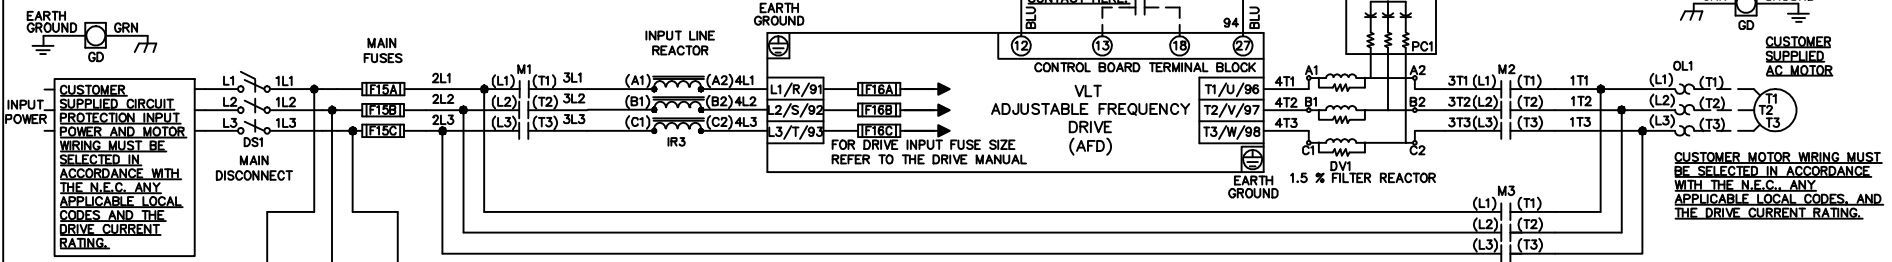 EARTH
GROUND
GRN
GD
INPUT
POWER
CUSTOMER
SUPPLIED CIRCUIT
PROTECTION INPUT
POWER AND MOTOR
WIRING MUST BE
SELECTED IN
ACCORDANCE WITH
THE N.E.C. ANY
APPLICABLE LOCAL
CODES AND THE
DRIVE CURRENT
RATING.
L1 1L1
L2 1L2
L3 1L3
DS1
MAIN
DISCONNECT
MAIN
FUSES
F15A
F15B
F15C
2L1
2L2
2L3
M1
(L1) (T1) 3L1
(L2) (T2) 3L2
(L3) (T3) 3L3
INPUT LINE
REACTOR
(A1) (A2) 4L1
(B1) (B2) 4L2
(C1) (C2) 4L3
IR3
EARTH
GROUND
L1/R/91
L2/S/92
L3/T/93
F16A
F16B
F16C
FOR DRIVE INPUT FUSE SIZE
REFER TO THE DRIVE MANUAL
CONTACT HERE.
BLU
94
BLU
12
13
18
27
CONTROL BOARD TERMINAL BLOCK
VLT
ADJUSTABLE FREQUENCY
DRIVE
(AFD)
T1/U/96
T2/V/97
T3/W/98
EARTH
GROUND
4T1
4T2
4T3
A1 A2
B1 B2
C1 C2
DV1
1.5 % FILTER REACTOR
PC1
M2
3T1 (L1) (T1) 1T1
3T2 (L2) (T2) 1T2
3T3 (L3) (T3) 1T3
M3
(L1) (T1)
(L2) (T2)
(L3) (T3)
OL1
(L1) (T1)
(L2) (T2)
(L3) (T3)
GD
CUSTOMER
SUPPLIED
AC MOTOR
T1
T2
T3
CUSTOMER MOTOR WIRING MUST
BE SELECTED IN ACCORDANCE
WITH THE N.E.C., ANY
APPLICABLE LOCAL CODES, AND
THE DRIVE CURRENT RATING.